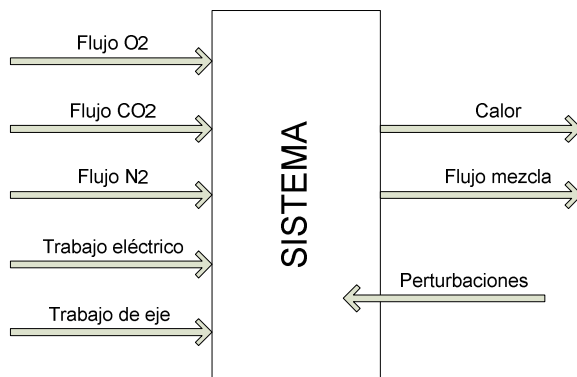 Flujo O2
Flujo CO2
Flujo N2
Trabajo eléctrico
Trabajo de eje
SISTEMA
Calor
Flujo mezcla
Perturbaciones